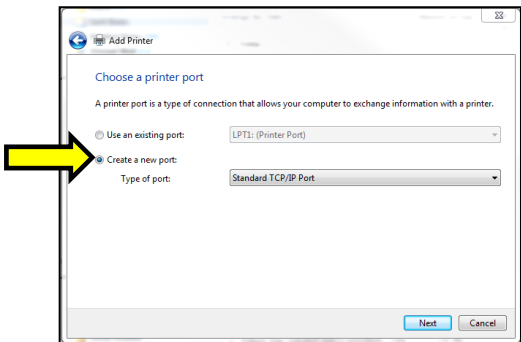 Add Printer
Choose a printer port
A printer port is a type of connection that allows your computer to exchange information with a printer.
Use an existing port: LPT1: (Printer Port)
Create a new port:
Type of port: Standard TCP/IP Port
Next Cancel